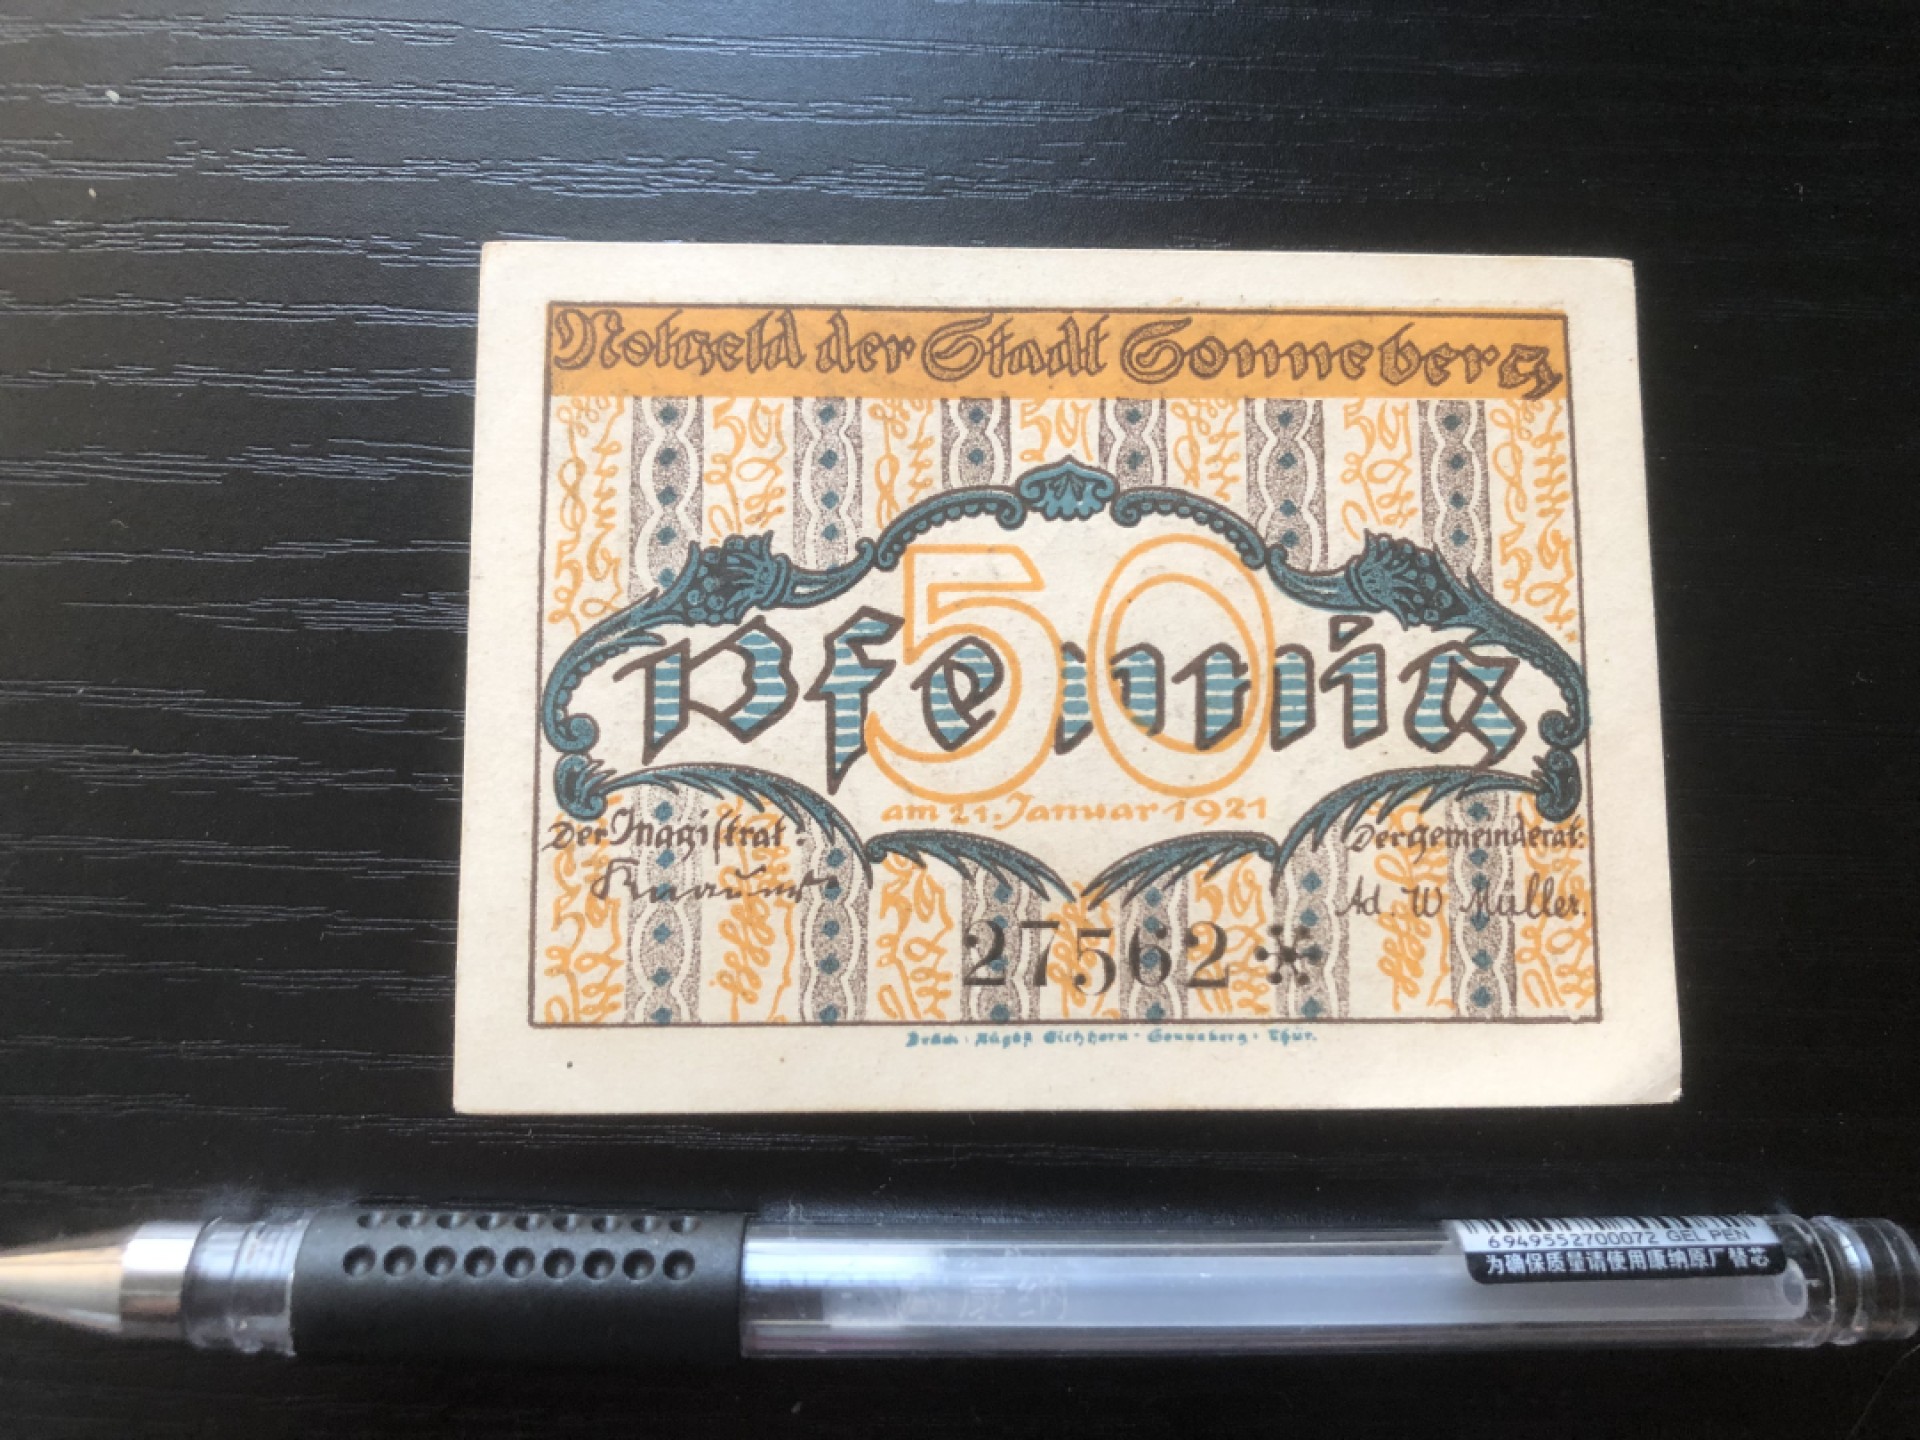 Notgeld der Stadt Sonneberg
50
Pfennig
am 21. Januar 1921
Der Magistrat:
Der Gemeinderat:
Ad. W Müller.
27562 *
Druck: August Eichhorn · Sonneberg · Thür.
6949552700072 GEL PEN
为确保质量请使用康纳原厂替芯